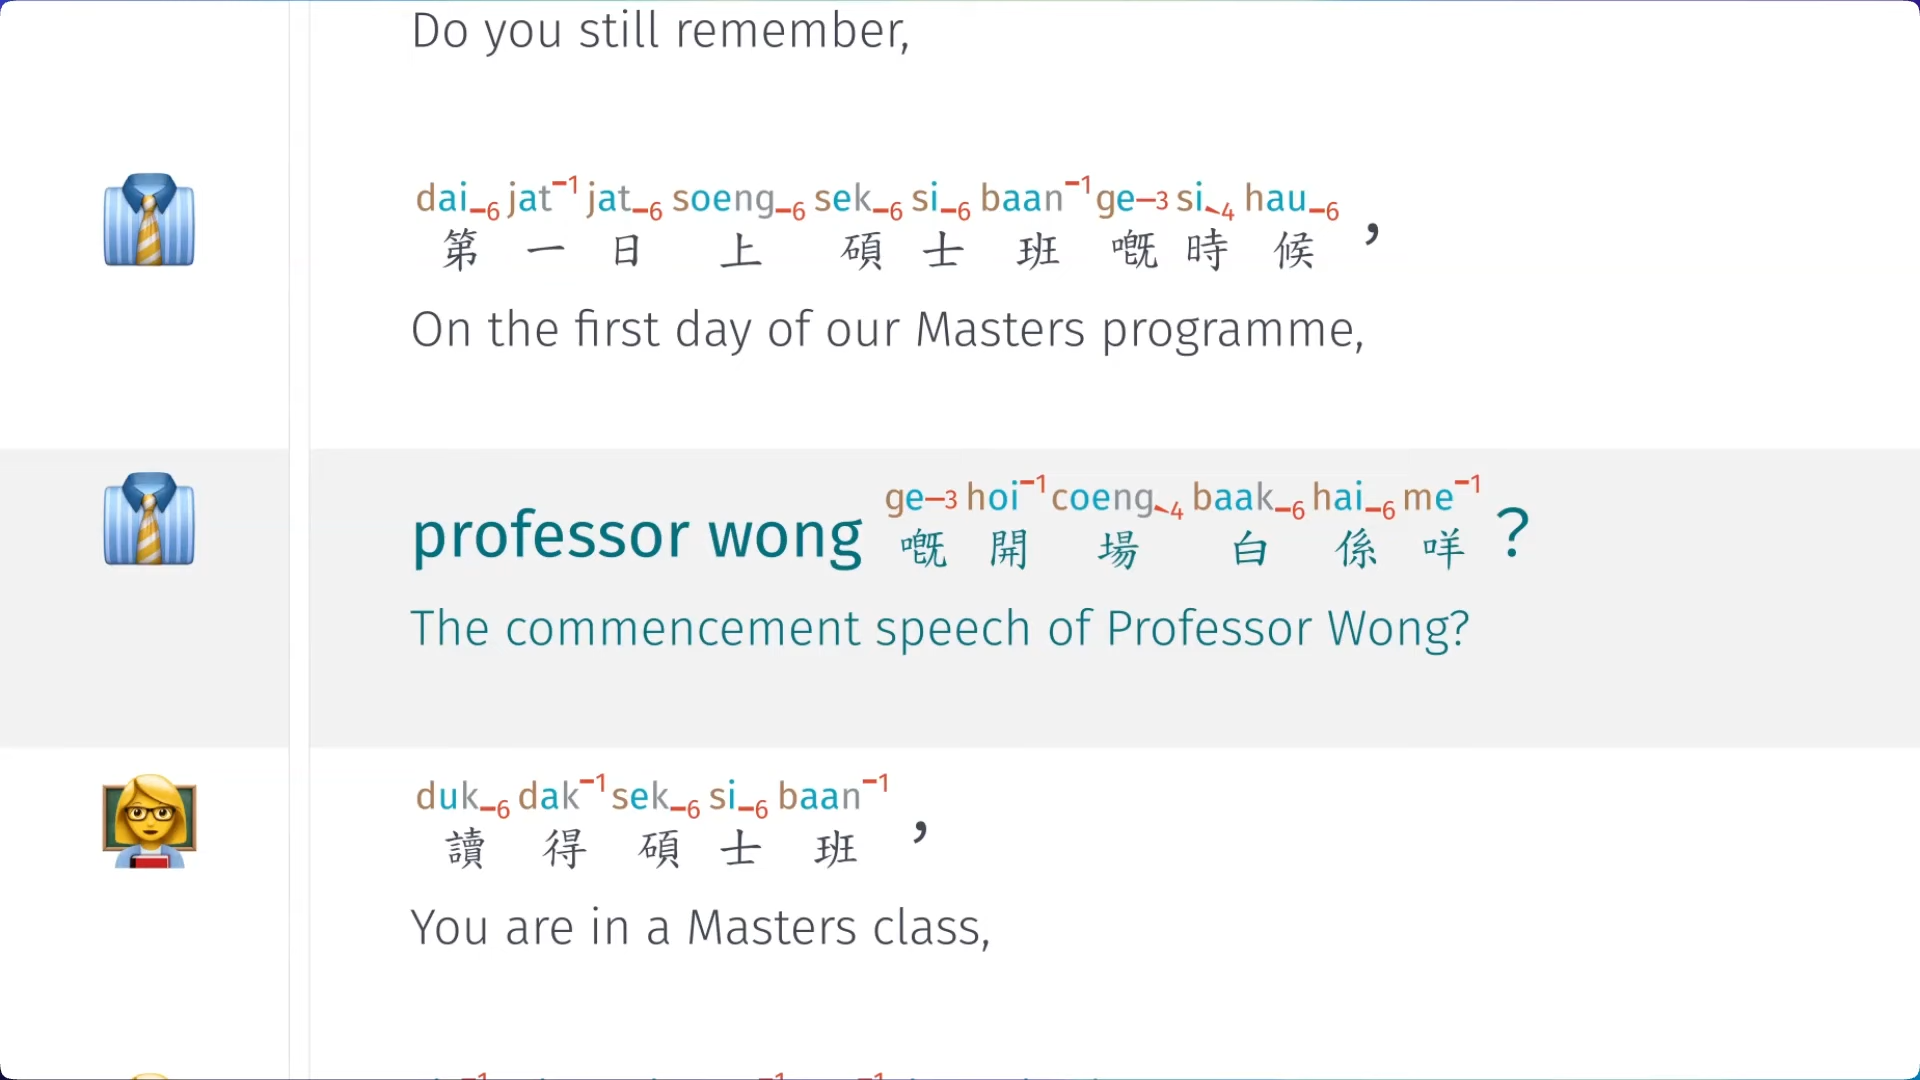 Do you still remember,
dai6 jat1 jat6 soeng6 sek6 si6 baan1 ge3 si4 hau6
第一日上碩士班嘅時候，
On the first day of our Masters programme,
ge3 hoi1 coeng4 baak6 hai6 me1
professor wong 嘅開場白係咩？
The commencement speech of Professor Wong?
duk6 dak1 sek6 si6 baan1
讀得碩士班，
You are in a Masters class,